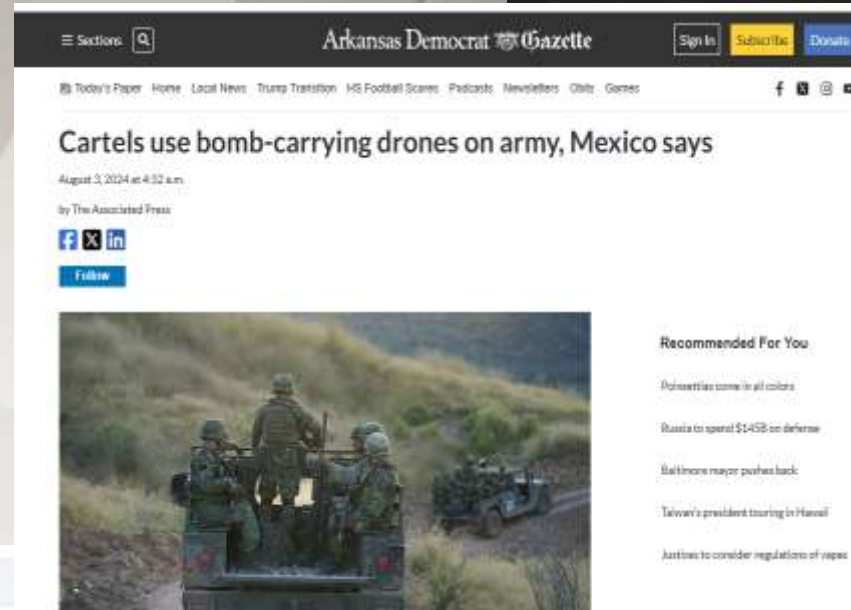 Sections
Arkansas Democrat Gazette
Sign In
Subscribe
Donate
Today's Paper Home Local News Trump Transition HS Football Scores Podcasts Newsletters Obits Games
Cartels use bomb-carrying drones on army, Mexico says
August 3, 2024 at 4:32 a.m.
by The Associated Press
Follow
Recommended For You
Poinsettias come in all colors
Russia to spend $145B on defense
Baltimore mayor pushes back
Taiwan's president touring in Hawaii
Justices to consider regulations of vapes